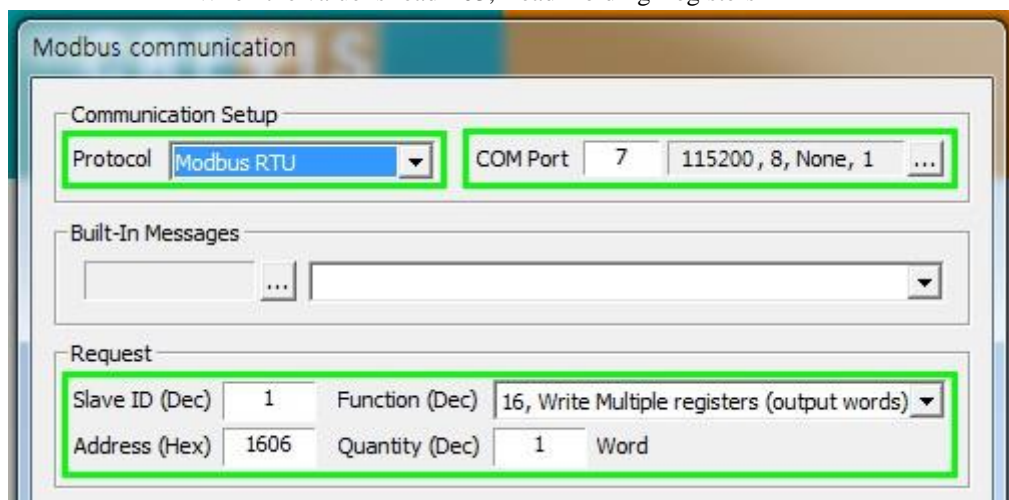 Modbus communication
Communication Setup
Protocol Modbus RTU COM Port 7 115200 , 8, None, 1 ...
Built-In Messages
...
Request
Slave ID (Dec) 1 Function (Dec) 16, Write Multiple registers (output words)
Address (Hex) 1606 Quantity (Dec) 1 Word